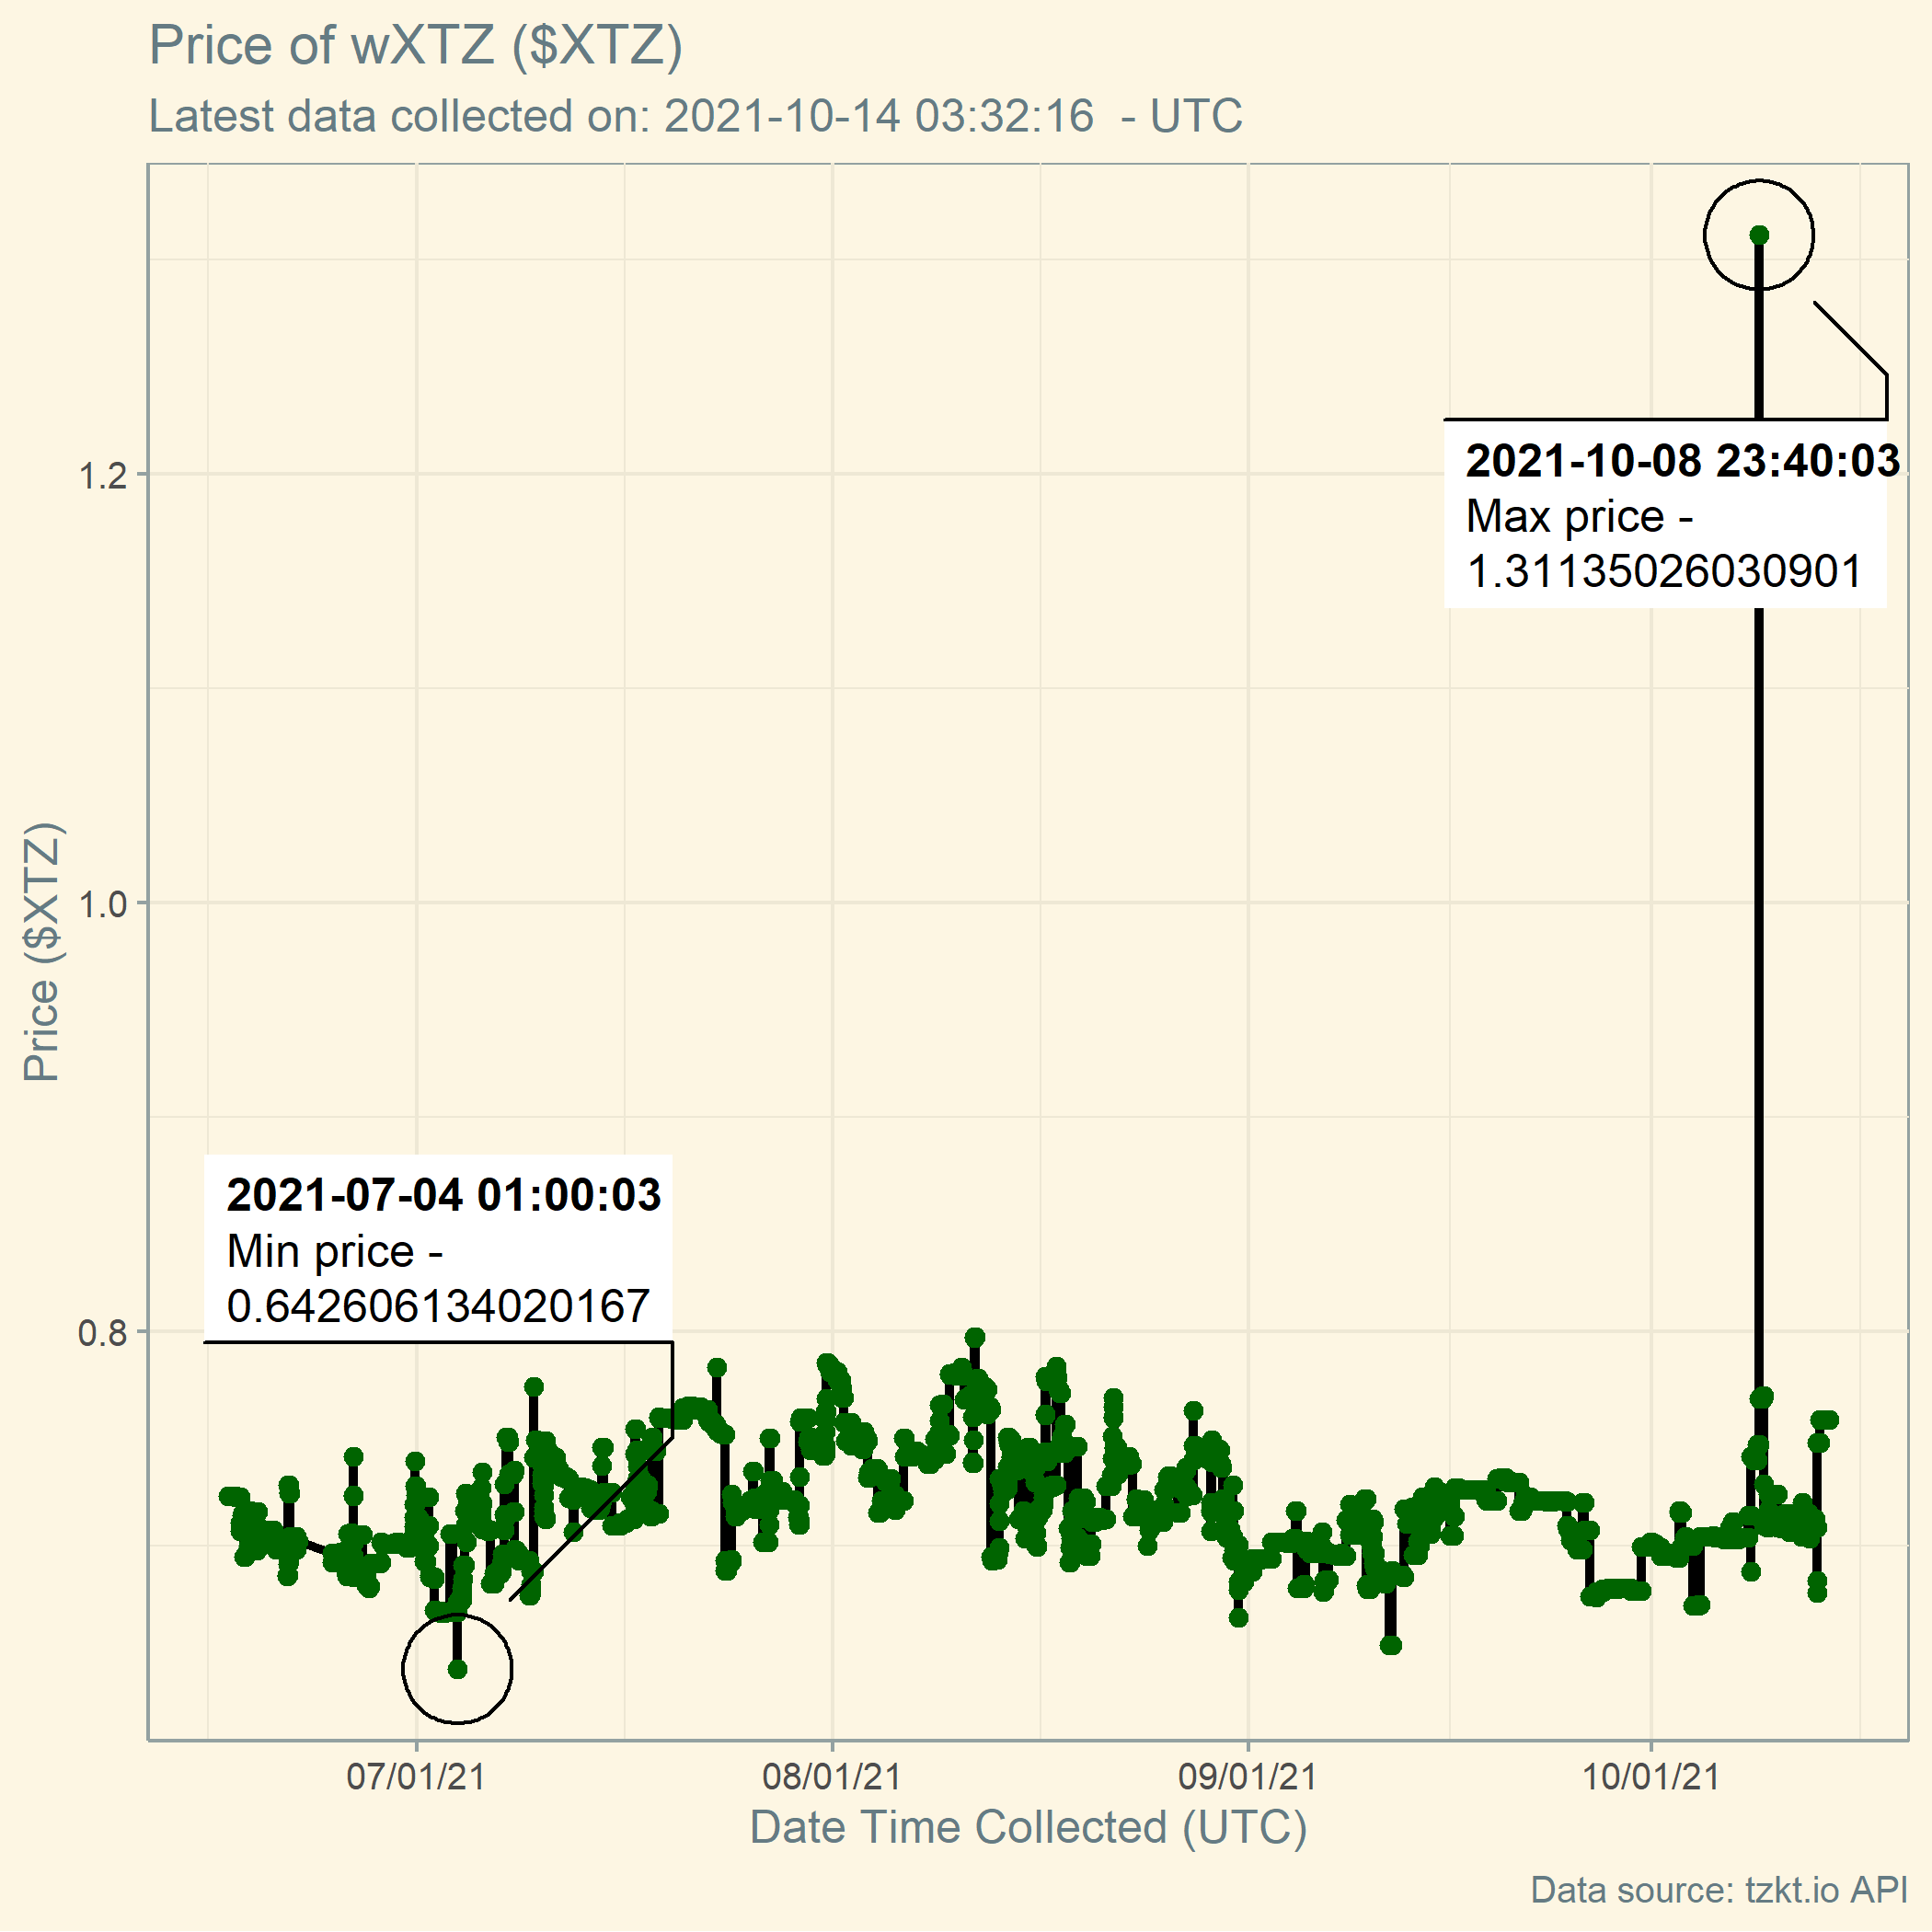 Price of wXTZ ($XTZ)
Latest data collected on: 2021-10-14 03:32:16  - UTC
2021-10-08 23:40:03
Max price -
1.31135026030901
2021-07-04 01:00:03
Min price -
0.642606134020167
Price ($XTZ)
1.2
1.0
0.8
07/01/21
08/01/21
09/01/21
10/01/21
Date Time Collected (UTC)
Data source: tzkt.io API